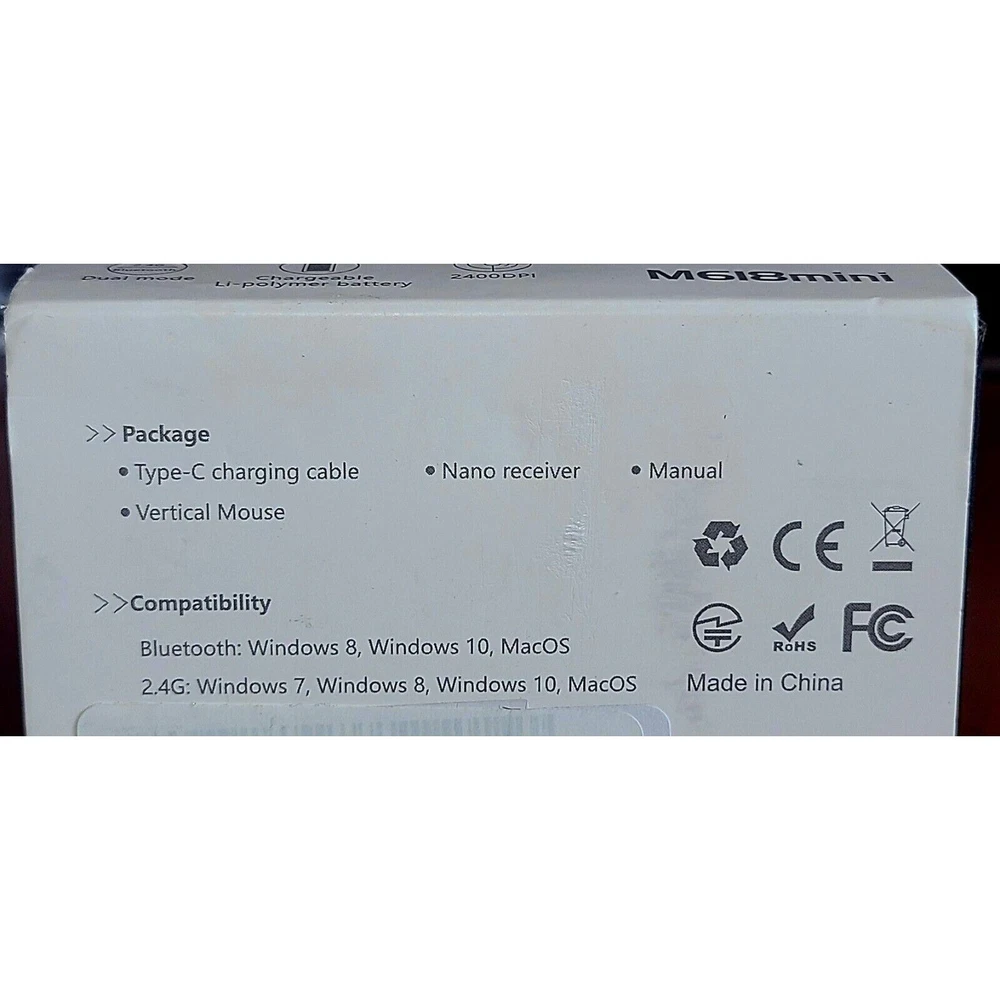 Bluetooth
Dual mode
Chargeable
Li-polymer battery
2400DPI
M618mini
>> Package
• Type-C charging cable • Nano receiver • Manual
• Vertical Mouse
>>Compatibility
Bluetooth: Windows 8, Windows 10, MacOS
2.4G: Windows 7, Windows 8, Windows 10, MacOS
CE
RoHS
FC
Made in China